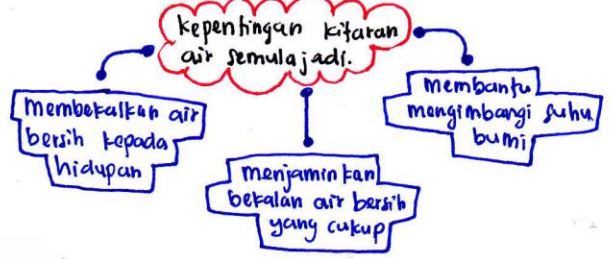 kepentingan kitaran
air semulajadi.
membekalkan air
bersih kepada
hidupan
menjaminkan
bekalan air bersih
yang cukup
membantu
mengimbangi suhu
bumi